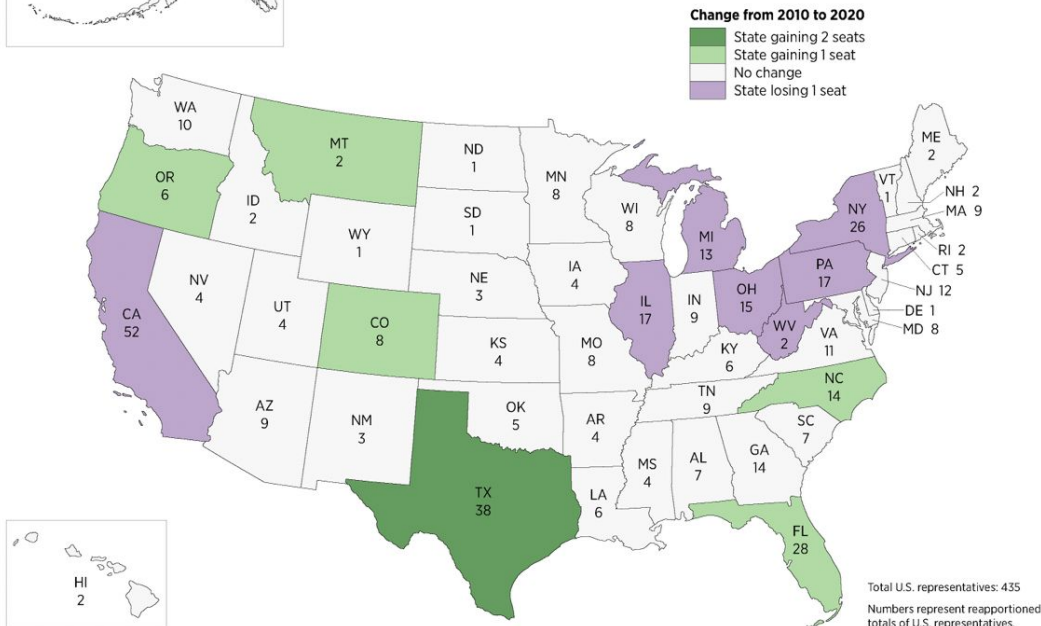 Change from 2010 to 2020
State gaining 2 seats
State gaining 1 seat
No change
State losing 1 seat
WA
10
OR
6
CA
52
NV
4
ID
2
MT
2
WY
1
UT
4
CO
8
AZ
9
NM
3
ND
1
SD
1
NE
3
KS
4
OK
5
TX
38
MN
8
IA
4
MO
8
AR
4
LA
6
WI
8
IL
17
MI
13
IN
9
OH
15
KY
6
TN
9
MS
4
AL
7
GA
14
FL
28
SC
7
NC
14
VA
11
WV
2
PA
17
NY
26
VT
1
ME
2
NH 2
MA 9
RI 2
CT 5
NJ 12
DE 1
MD 8
HI
2
Total U.S. representatives: 435
Numbers represent reapportioned
totals of U.S. representatives.